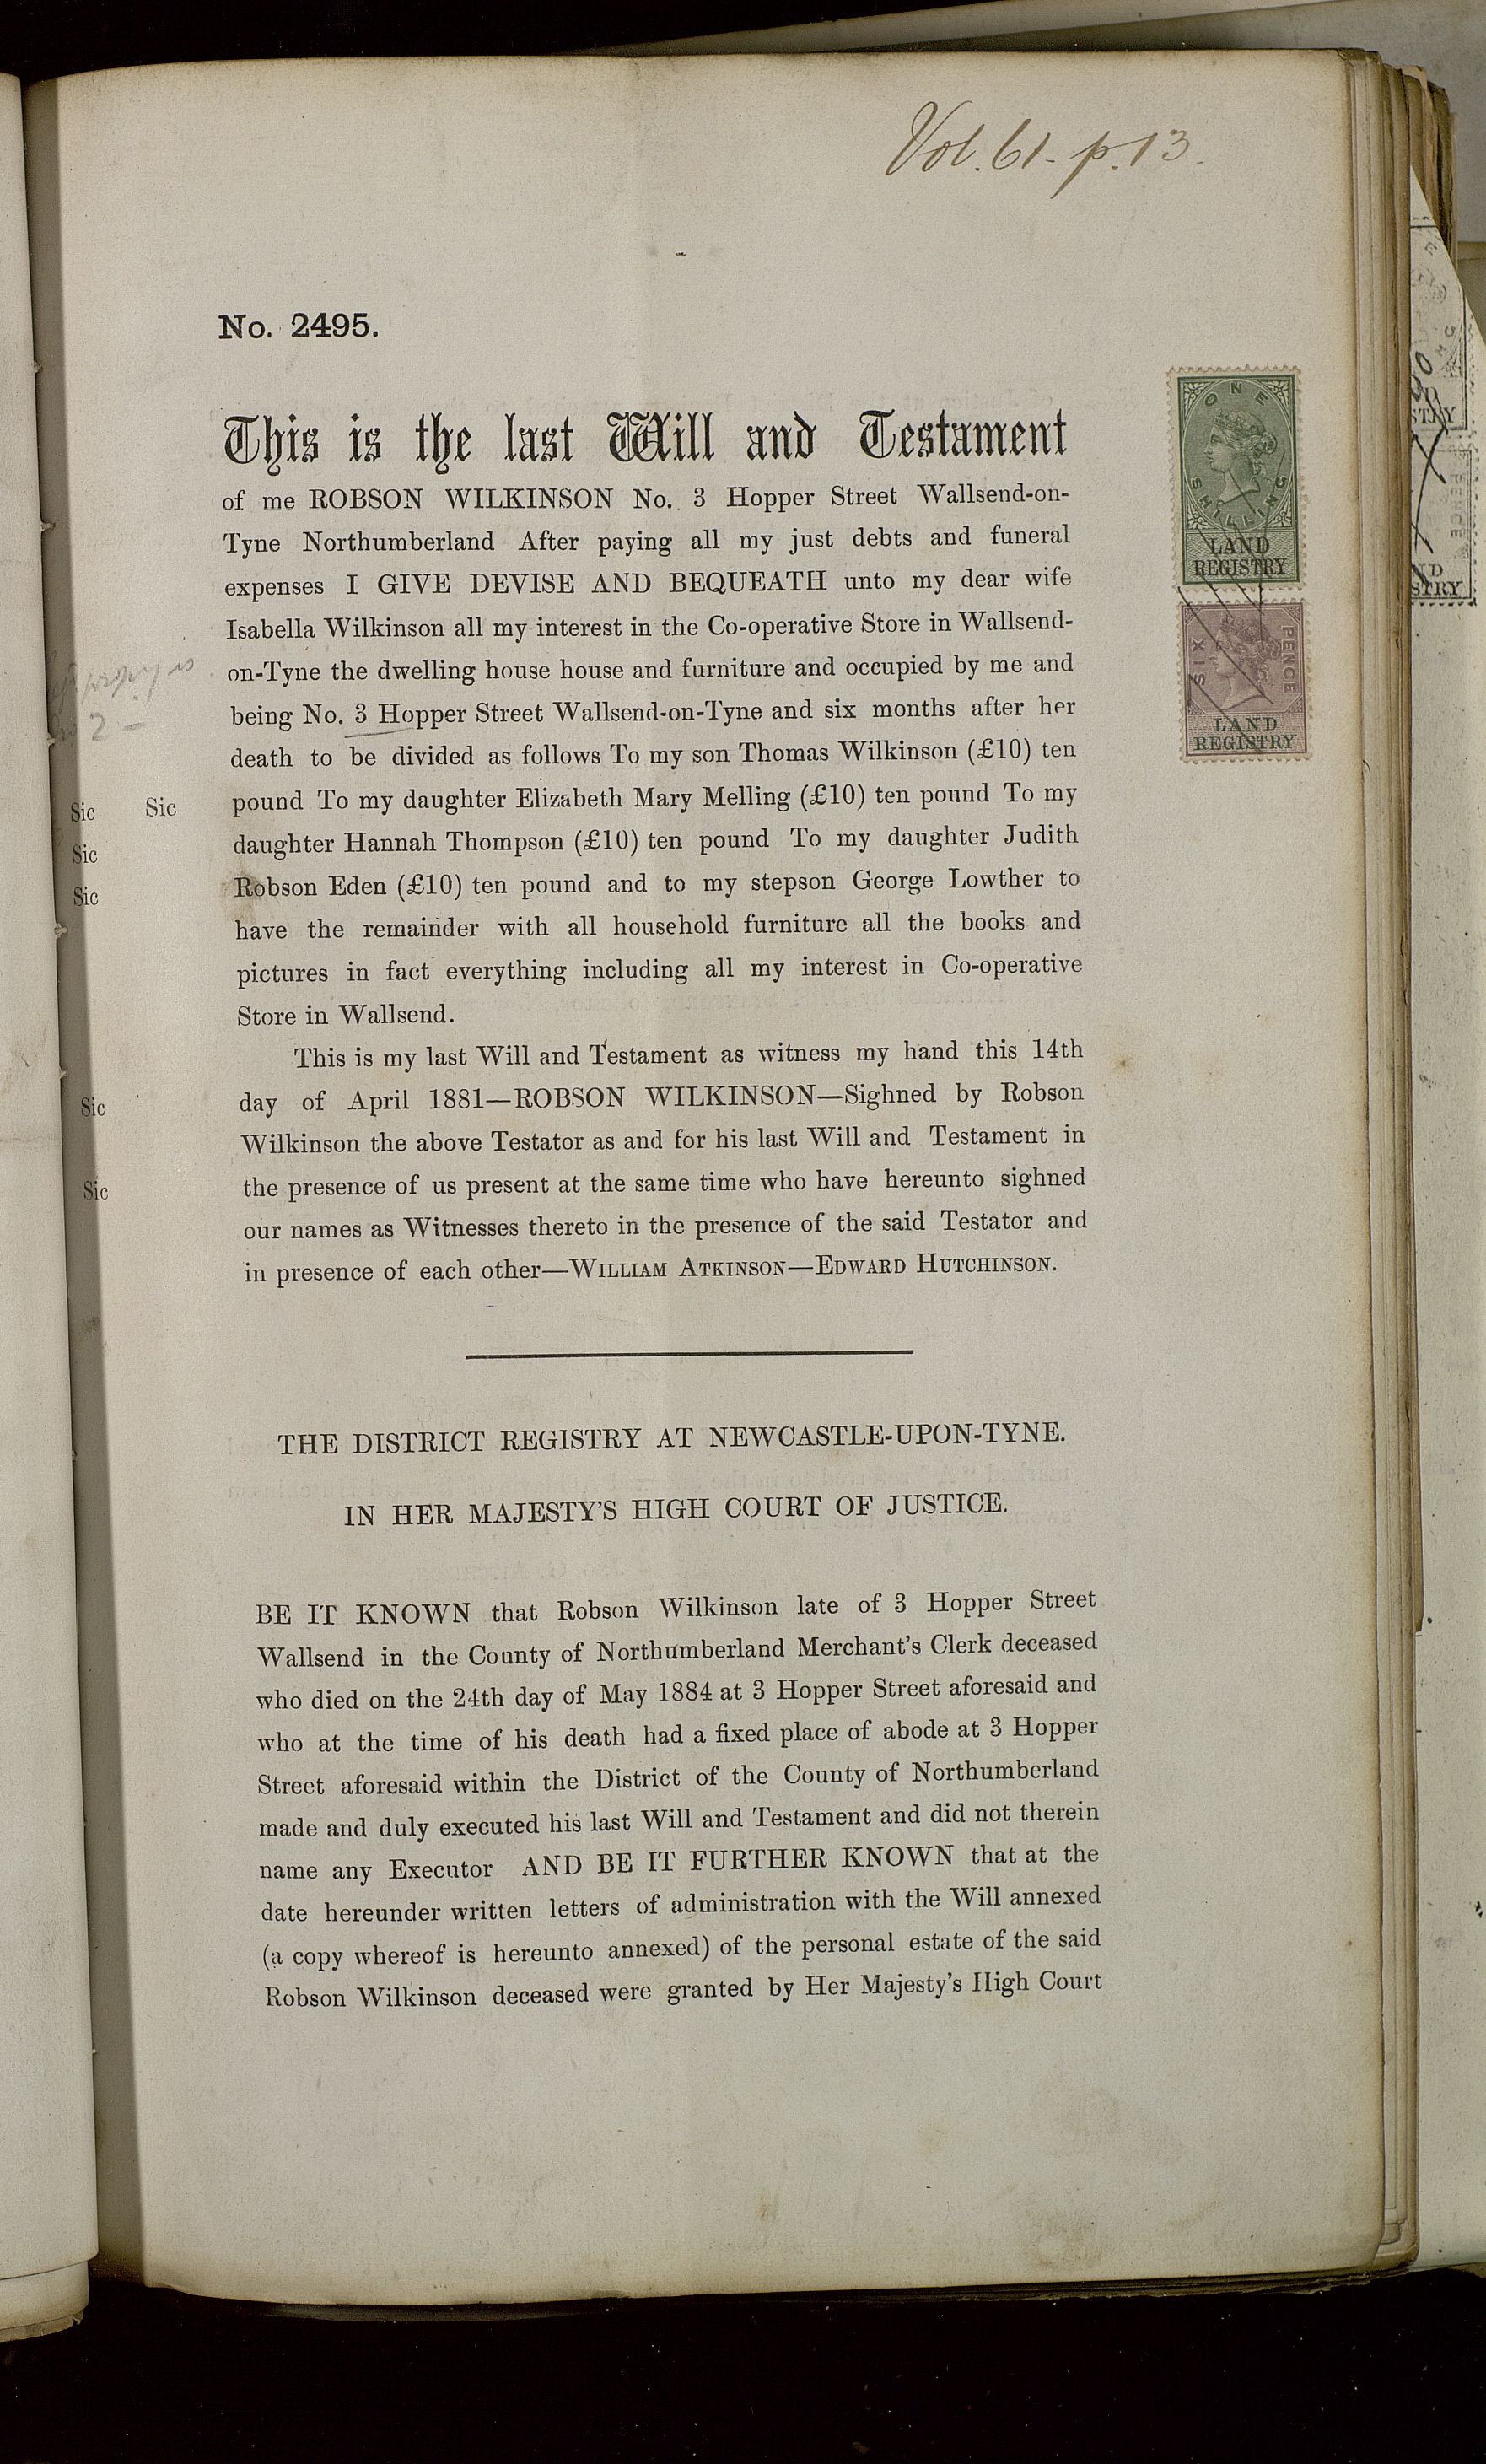 Vol. 61 - p. 13.
No. 2495.
This is the last Will and Testament
of me ROBSON WILKINSON No. 3 Hopper Street Wallsend-on-
Tyne Northumberland After paying all my just debts and funeral
expenses I GIVE DEVISE AND BEQUEATH unto my dear wife
Isabella Wilkinson all my interest in the Co-operative Store in Wallsend-
on-Tyne the dwelling house house and furniture and occupied by me and
being No. 3 Hopper Street Wallsend-on-Tyne and six months after her
death to be divided as follows To my son Thomas Wilkinson (£10) ten
Sic Sic pound To my daughter Elizabeth Mary Melling (£10) ten pound To my
Sic daughter Hannah Thompson (£10) ten pound To my daughter Judith
Sic Robson Eden (£10) ten pound and to my stepson George Lowther to
have the remainder with all household furniture all the books and
pictures in fact everything including all my interest in Co-operative
Store in Wallsend.
This is my last Will and Testament as witness my hand this 14th
Sic day of April 1881—ROBSON WILKINSON—Sighned by Robson
Wilkinson the above Testator as and for his last Will and Testament in
Sic the presence of us present at the same time who have hereunto sighned
our names as Witnesses thereto in the presence of the said Testator and
in presence of each other—WILLIAM ATKINSON—EDWARD HUTCHINSON.
THE DISTRICT REGISTRY AT NEWCASTLE-UPON-TYNE.
IN HER MAJESTY'S HIGH COURT OF JUSTICE.
BE IT KNOWN that Robson Wilkinson late of 3 Hopper Street
Wallsend in the County of Northumberland Merchant's Clerk deceased
who died on the 24th day of May 1884 at 3 Hopper Street aforesaid and
who at the time of his death had a fixed place of abode at 3 Hopper
Street aforesaid within the District of the County of Northumberland
made and duly executed his last Will and Testament and did not therein
name any Executor AND BE IT FURTHER KNOWN that at the
date hereunder written letters of administration with the Will annexed
(a copy whereof is hereunto annexed) of the personal estate of the said
Robson Wilkinson deceased were granted by Her Majesty's High Court
ONE
SHILLING
LAND
REGISTRY
SIX
PENCE
LAND
REGISTRY